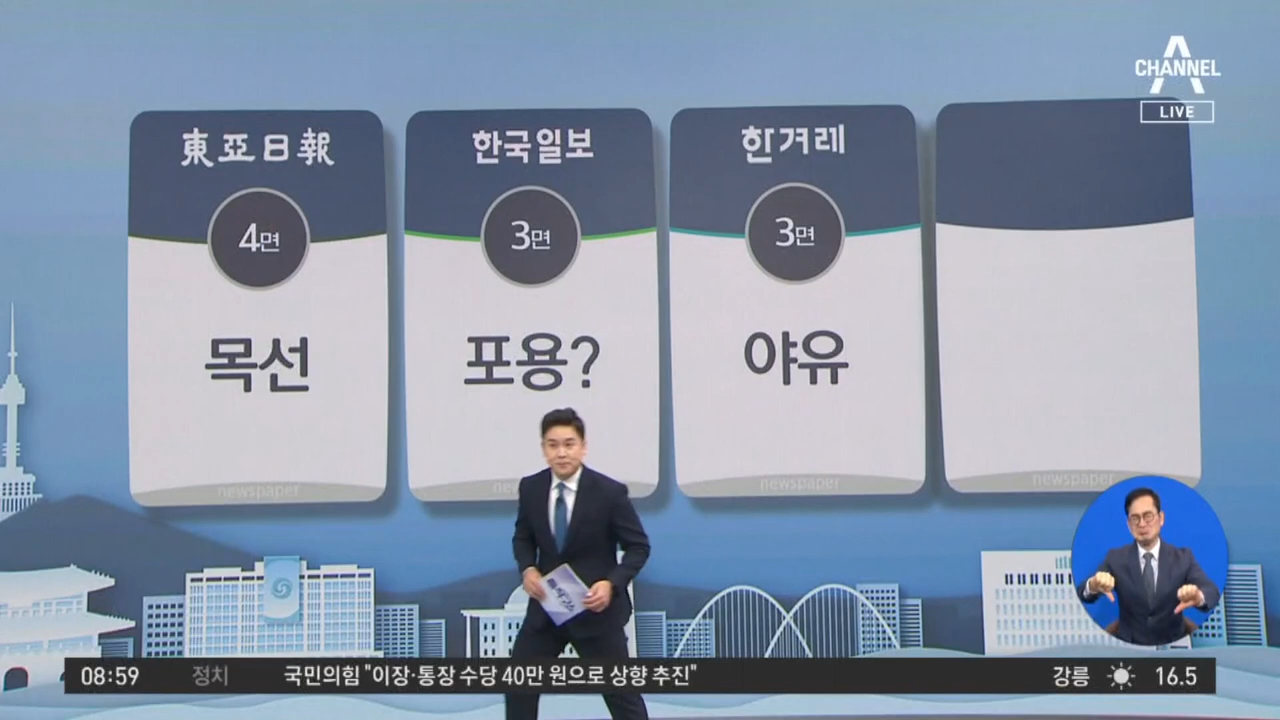 CHANNEL A
LIVE
東亞日報
4면
목선
newspaper
한국일보
3면
포용?
한겨레
3면
야유
newspaper
newspaper
08:59 정치 국민의힘 "이장·통장 수당 40만 원으로 상향 추진" 강릉 16.5